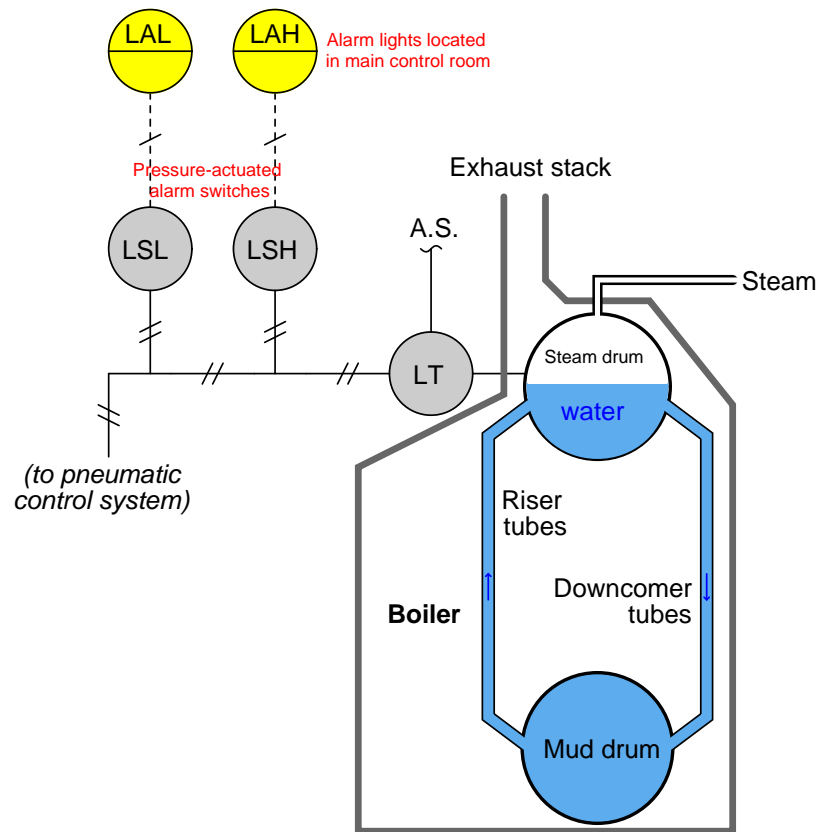 LAL
LAH
Alarm lights located
in main control room
Pressure-actuated
alarm switches
Exhaust stack
LSL
LSH
A.S.
Steam
Steam drum
LT
water
(to pneumatic
control system)
Riser
tubes
Downcomer
tubes
Boiler
Mud drum